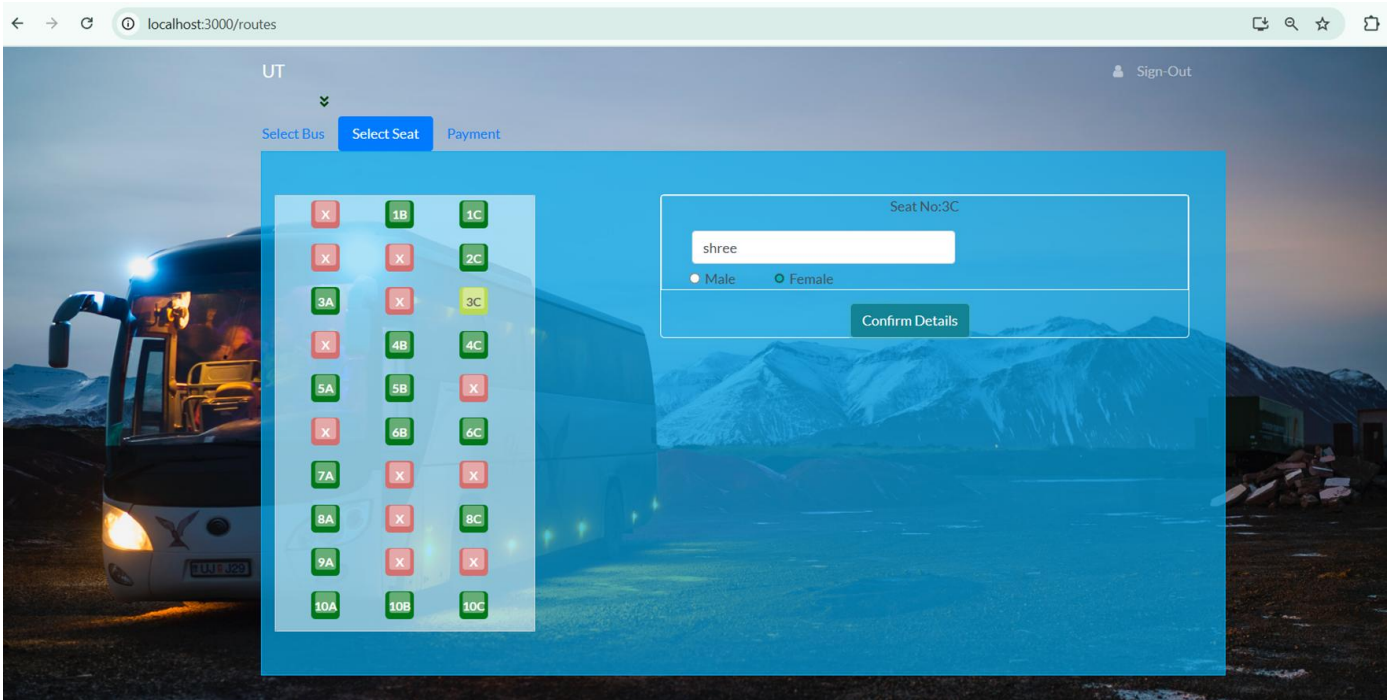 localhost:3000/routes
UT
Sign-Out
Select Bus Select Seat Payment
X 1B 1C
X X 2C
3A X 3C
X 4B 4C
5A 5B X
X 6B 6C
7A X X
8A X 8C
9A X X
10A 10B 10C
Seat No:3C
shree
Male Female
Confirm Details